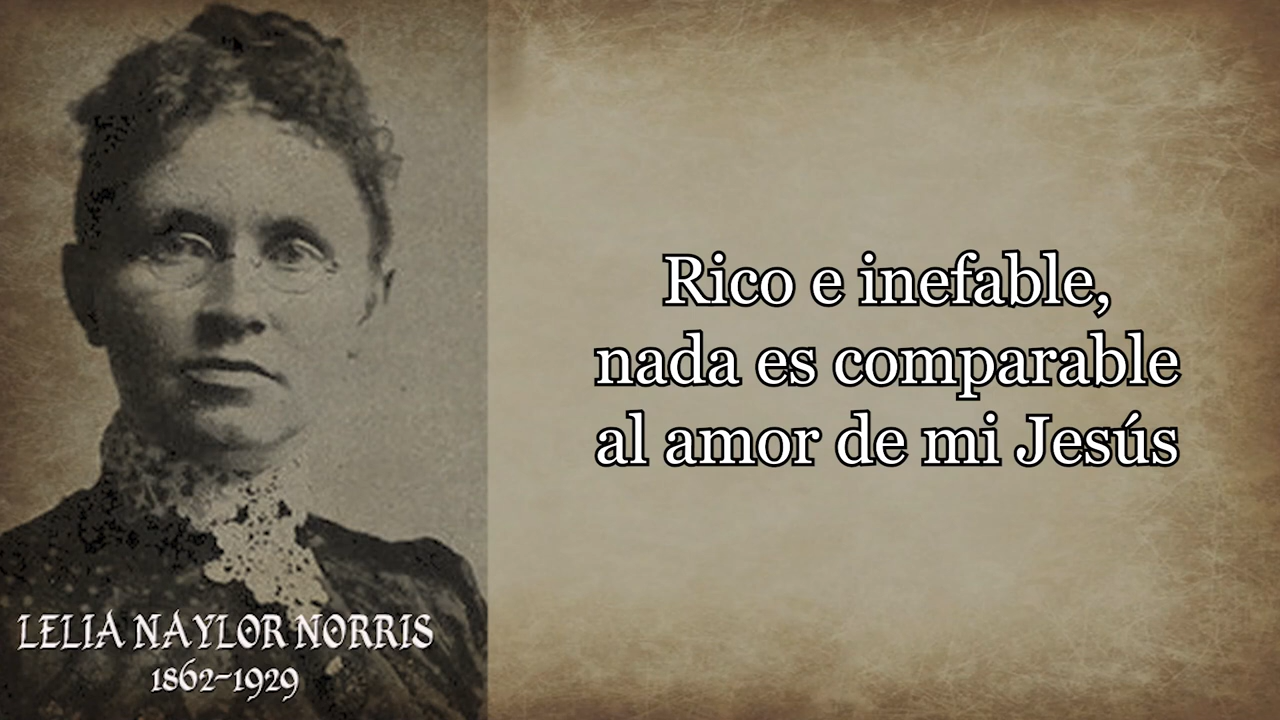 Rico e inefable,
nada es comparable
al amor de mi Jesús
LELIA NAYLOR NORRIS
1862-1929